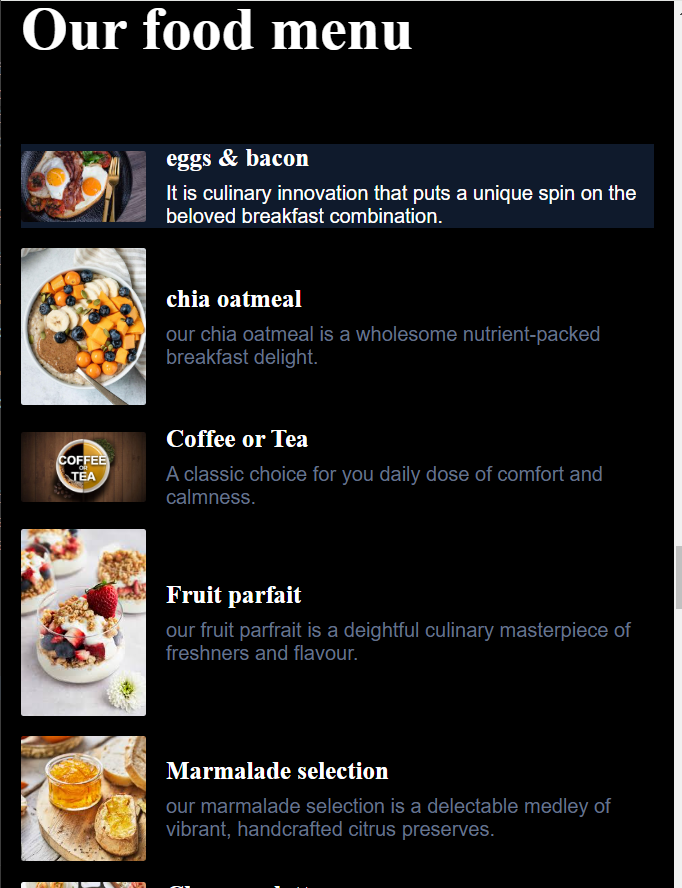 Our food menu
eggs & bacon
It is culinary innovation that puts a unique spin on the
beloved breakfast combination.
chia oatmeal
our chia oatmeal is a wholesome nutrient-packed
breakfast delight.
COFFEE
OR
TEA
Coffee or Tea
A classic choice for you daily dose of comfort and
calmness.
Fruit parfait
our fruit parfrait is a deightful culinary masterpiece of
freshners and flavour.
Marmalade selection
our marmalade selection is a delectable medley of
vibrant, handcrafted citrus preserves.